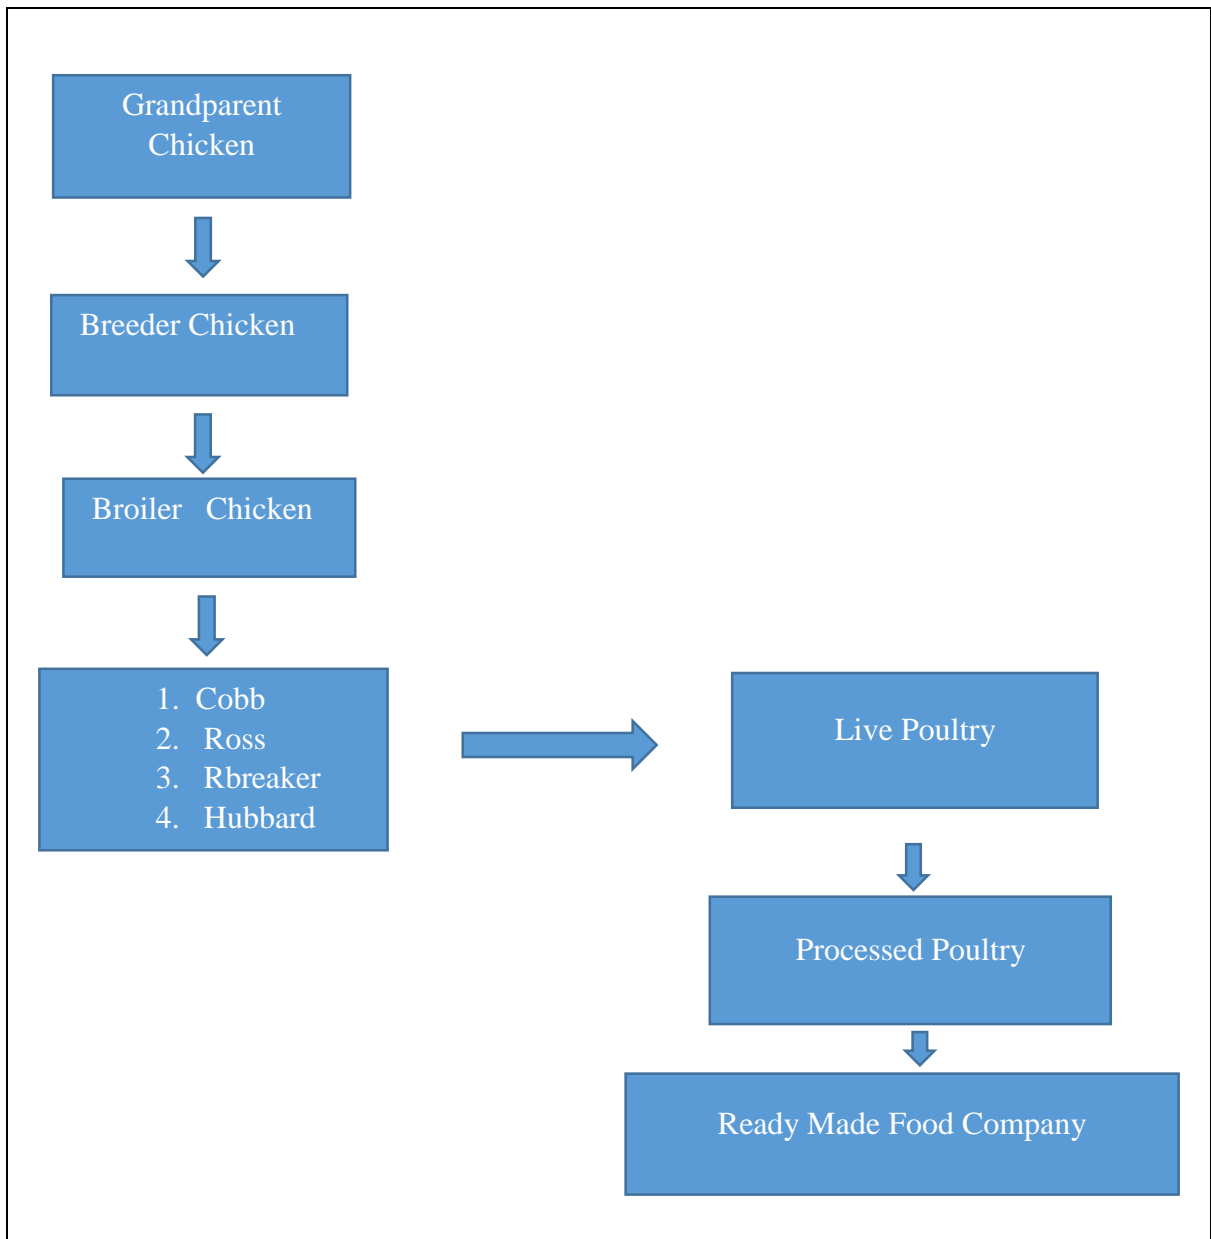 Grandparent
Chicken
Breeder Chicken
Broiler Chicken
1. Cobb
2. Ross
3. Rbreaker
4. Hubbard
Live Poultry
Processed Poultry
Ready Made Food Company